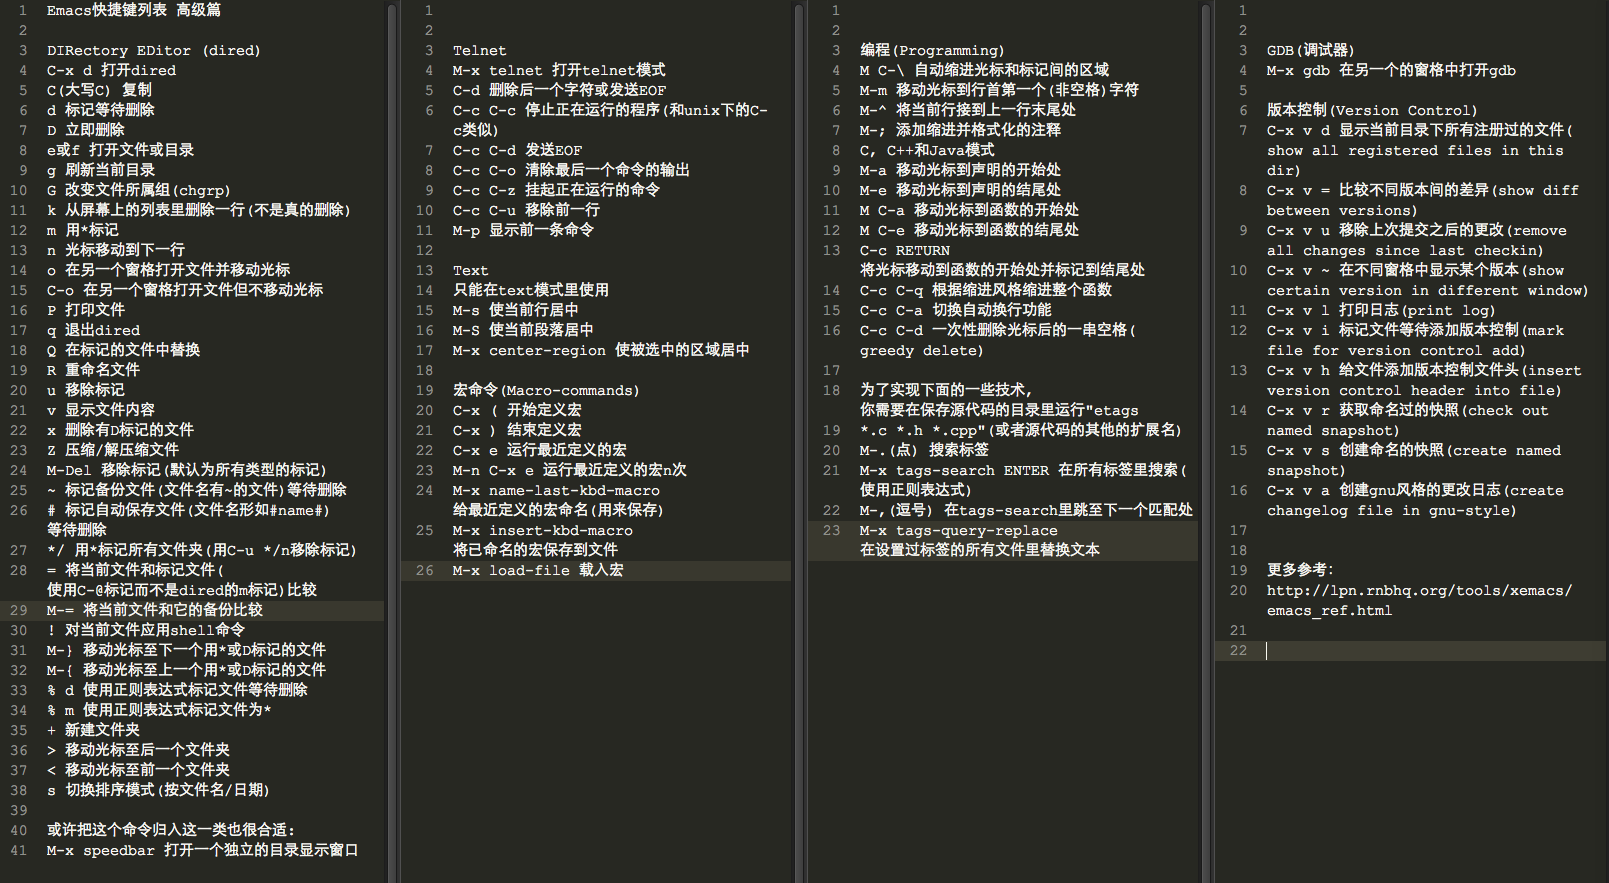 1 Emacs快捷键列表 高级篇
2
3 DIRectory EDitor (dired)
4 C-x d 打开dired
5 C(大写C) 复制
6 d 标记等待删除
7 D 立即删除
8 e或f 打开文件或目录
9 g 刷新当前目录
10 G 改变文件所属组(chgrp)
11 k 从屏幕上的列表里删除一行(不是真的删除)
12 m 用*标记
13 n 光标移动到下一行
14 o 在另一个窗格打开文件并移动光标
15 C-o 在另一个窗格打开文件但不移动光标
16 P 打印文件
17 q 退出dired
18 Q 在标记的文件中替换
19 R 重命名文件
20 u 移除标记
21 v 显示文件内容
22 x 删除有D标记的文件
23 Z 压缩/解压缩文件
24 M-Del 移除标记(默认为所有类型的标记)
25 ~ 标记备份文件(文件名有~的文件)等待删除
26 # 标记自动保存文件(文件名形如#name#)
等待删除
27 */ 用*标记所有文件夹(用C-u */n移除标记)
28 = 将当前文件和标记文件(
使用C-@标记而不是dired的m标记)比较
29 M-= 将当前文件和它的备份比较
30 ! 对当前文件应用shell命令
31 M-} 移动光标至下一个用*或D标记的文件
32 M-{ 移动光标至上一个用*或D标记的文件
33 % d 使用正则表达式标记文件等待删除
34 % m 使用正则表达式标记文件为*
35 + 新建文件夹
36 > 移动光标至后一个文件夹
37 < 移动光标至前一个文件夹
38 s 切换排序模式(按文件名/日期)
39
40 或许把这个命令归入这一类也很合适:
41 M-x speedbar 打开一个独立的目录显示窗口
1
2
3 Telnet
4 M-x telnet 打开telnet模式
5 C-d 删除后一个字符或发送EOF
6 C-c C-c 停止正在运行的程序(和unix下的C-
c类似)
7 C-c C-d 发送EOF
8 C-c C-o 清除最后一个命令的输出
9 C-c C-z 挂起正在运行的命令
10 C-c C-u 移除前一行
11 M-p 显示前一条命令
12
13 Text
14 只能在text模式里使用
15 M-s 使当前行居中
16 M-S 使当前段落居中
17 M-x center-region 使被选中的区域居中
18
19 宏命令(Macro-commands)
20 C-x ( 开始定义宏
21 C-x ) 结束定义宏
22 C-x e 运行最近定义的宏
23 M-n C-x e 运行最近定义的宏n次
24 M-x name-last-kbd-macro
给最近定义的宏命名(用来保存)
25 M-x insert-kbd-macro
将已命名的宏保存到文件
26 M-x load-file 载入宏
1
2
3 编程(Programming)
4 M C-\ 自动缩进光标和标记间的区域
5 M-m 移动光标到行首第一个(非空格)字符
6 M-^ 将当前行接到上一行末尾处
7 M-; 添加缩进并格式化的注释
8 C, C++和Java模式
9 M-a 移动光标到声明的开始处
10 M-e 移动光标到声明的结尾处
11 M C-a 移动光标到函数的开始处
12 M C-e 移动光标到函数的结尾处
13 C-c RETURN
将光标移动到函数的开始处并标记到结尾处
14 C-c C-q 根据缩进风格缩进整个函数
15 C-c C-a 切换自动换行功能
16 C-c C-d 一次性删除光标后的一串空格(
greedy delete)
17
18 为了实现下面的一些技术,
你需要在保存源代码的目录里运行"etags
19 *.c *.h *.cpp"(或者源代码的其他的扩展名)
20 M-.(点) 搜索标签
21 M-x tags-search ENTER 在所有标签里搜索(
使用正则表达式)
22 M-,(逗号) 在tags-search里跳至下一个匹配处
23 M-x tags-query-replace
在设置过标签的所有文件里替换文本
1
2
3 GDB(调试器)
4 M-x gdb 在另一个的窗格中打开gdb
5
6 版本控制(Version Control)
7 C-x v d 显示当前目录下所有注册过的文件(
show all registered files in this
dir)
8 C-x v = 比较不同版本间的差异(show diff
between versions)
9 C-x v u 移除上次提交之后的更改(remove
all changes since last checkin)
10 C-x v ~ 在不同窗格中显示某个版本(show
certain version in different window)
11 C-x v l 打印日志(print log)
12 C-x v i 标记文件等待添加版本控制(mark
file for version control add)
13 C-x v h 给文件添加版本控制文件头(insert
version control header into file)
14 C-x v r 获取命名过的快照(check out
named snapshot)
15 C-x v s 创建命名的快照(create named
snapshot)
16 C-x v a 创建gnu风格的更改日志(create
changelog file in gnu-style)
17
18
19 更多参考:
20 http://lpn.rnbhq.org/tools/xemacs/
emacs_ref.html
21
22